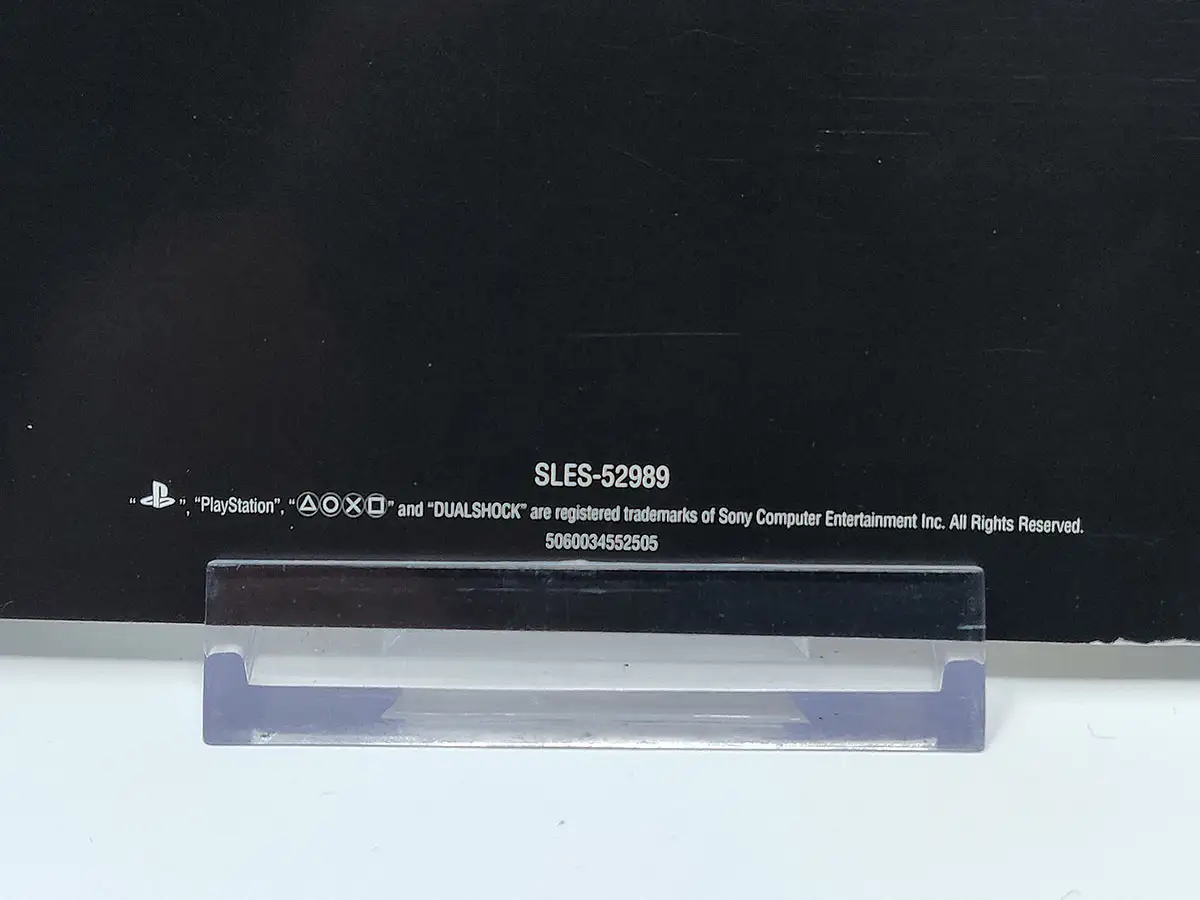 SLES-52989
“ ”, “PlayStation”, “△○✕□” and “DUALSHOCK” are registered trademarks of Sony Computer Entertainment Inc. All Rights Reserved.
5060034552505